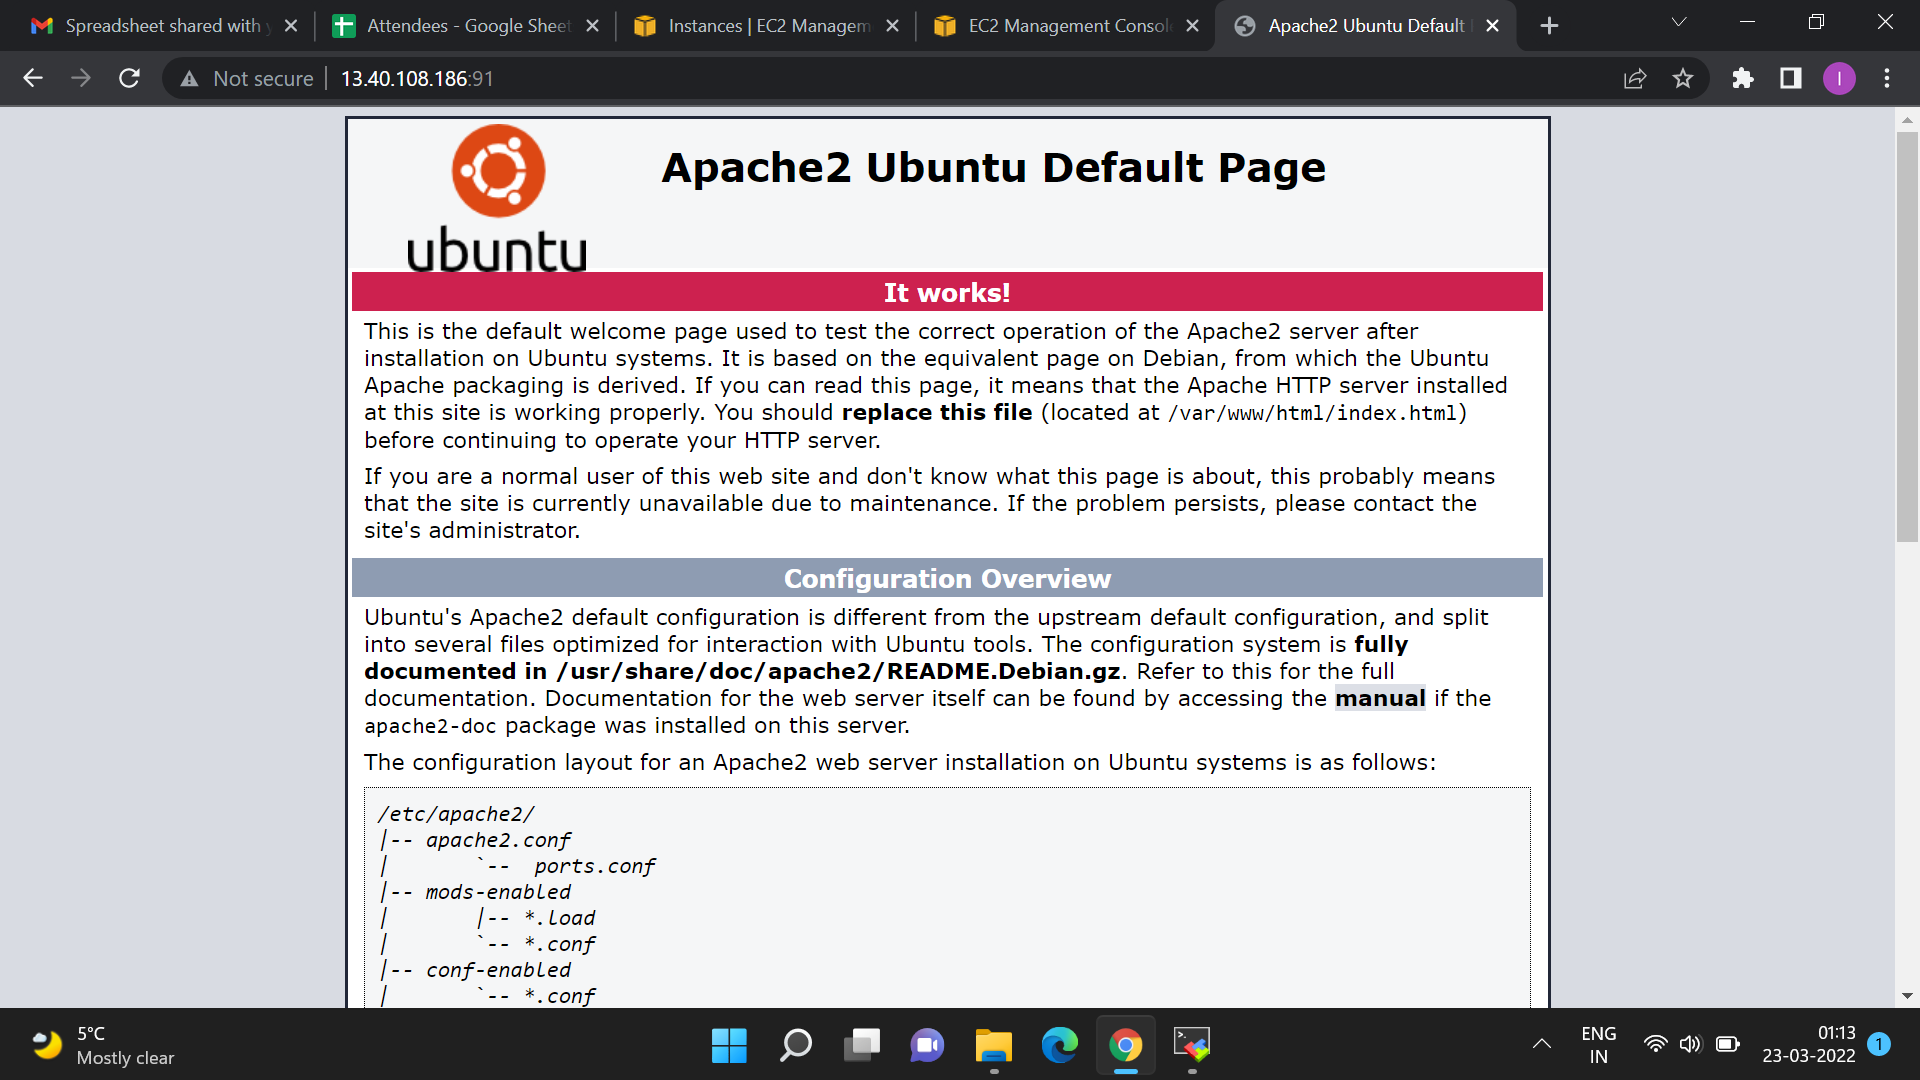 Spreadsheet shared with y
Attendees - Google Sheet
Instances | EC2 Managem
EC2 Management Consol
Apache2 Ubuntu Default
Not secure
13.40.108.186:91
I
ubuntu
Apache2 Ubuntu Default Page
It works!
This is the default welcome page used to test the correct operation of the Apache2 server after
installation on Ubuntu systems. It is based on the equivalent page on Debian, from which the Ubuntu
Apache packaging is derived. If you can read this page, it means that the Apache HTTP server installed
at this site is working properly. You should replace this file (located at /var/www/html/index.html)
before continuing to operate your HTTP server.
If you are a normal user of this web site and don't know what this page is about, this probably means
that the site is currently unavailable due to maintenance. If the problem persists, please contact the
site's administrator.
Configuration Overview
Ubuntu's Apache2 default configuration is different from the upstream default configuration, and split
into several files optimized for interaction with Ubuntu tools. The configuration system is fully
documented in /usr/share/doc/apache2/README.Debian.gz. Refer to this for the full
documentation. Documentation for the web server itself can be found by accessing the manual if the
apache2-doc package was installed on this server.
The configuration layout for an Apache2 web server installation on Ubuntu systems is as follows:
/etc/apache2/
|-- apache2.conf
|       `--  ports.conf
|-- mods-enabled
|       |-- *.load
|       `-- *.conf
|-- conf-enabled
|       `-- *.conf
5°C
Mostly clear
ENG
IN
01:13
23-03-2022
1